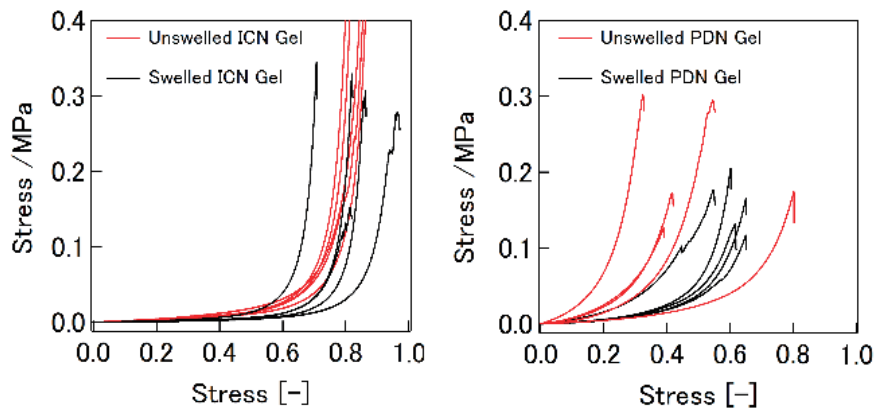 Stress /MPa
0.4
0.3
0.2
0.1
0.0
Unswelled ICN Gel
Swelled ICN Gel
0.0 0.2 0.4 0.6 0.8 1.0
Stress [-]
Stress /MPa
0.4
0.3
0.2
0.1
0.0
Unswelled PDN Gel
Swelled PDN Gel
0.0 0.2 0.4 0.6 0.8 1.0
Stress [-]